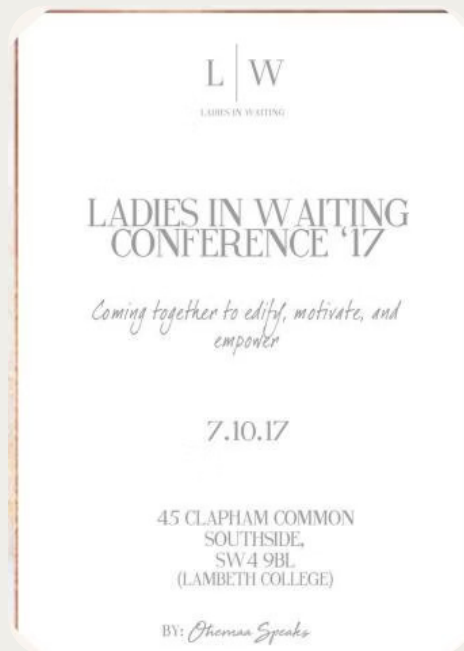 L | W
LADIES IN WAITING
LADIES IN WAITING
CONFERENCE ‘17
Coming together to edify, motivate, and
empower
7.10.17
45 CLAPHAM COMMON
SOUTHSIDE,
SW4 9BL
(LAMBETH COLLEGE)
BY: Ohemaa Speaks